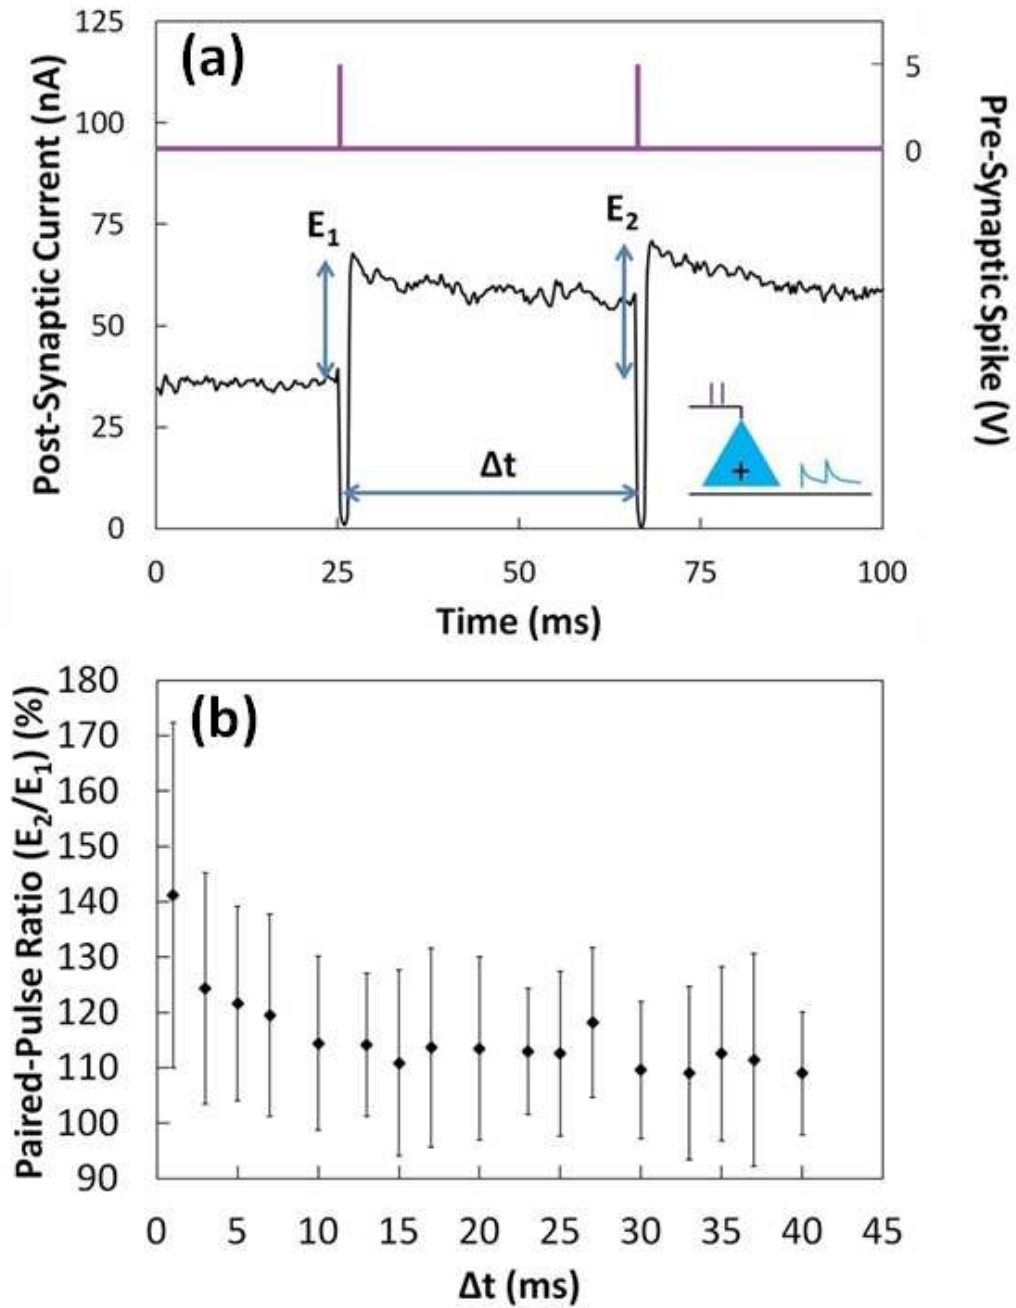 (a)
125
100
75
50
25
0
Post-Synaptic Current (nA)
5
0
Pre-Synaptic Spike (V)
E₁
E₂
Δt
+
0 25 50 75 100
Time (ms)
(b)
180
170
160
150
140
130
120
110
100
90
Paired-Pulse Ratio (E₂/E₁) (%)
0 5 10 15 20 25 30 35 40 45
Δt (ms)